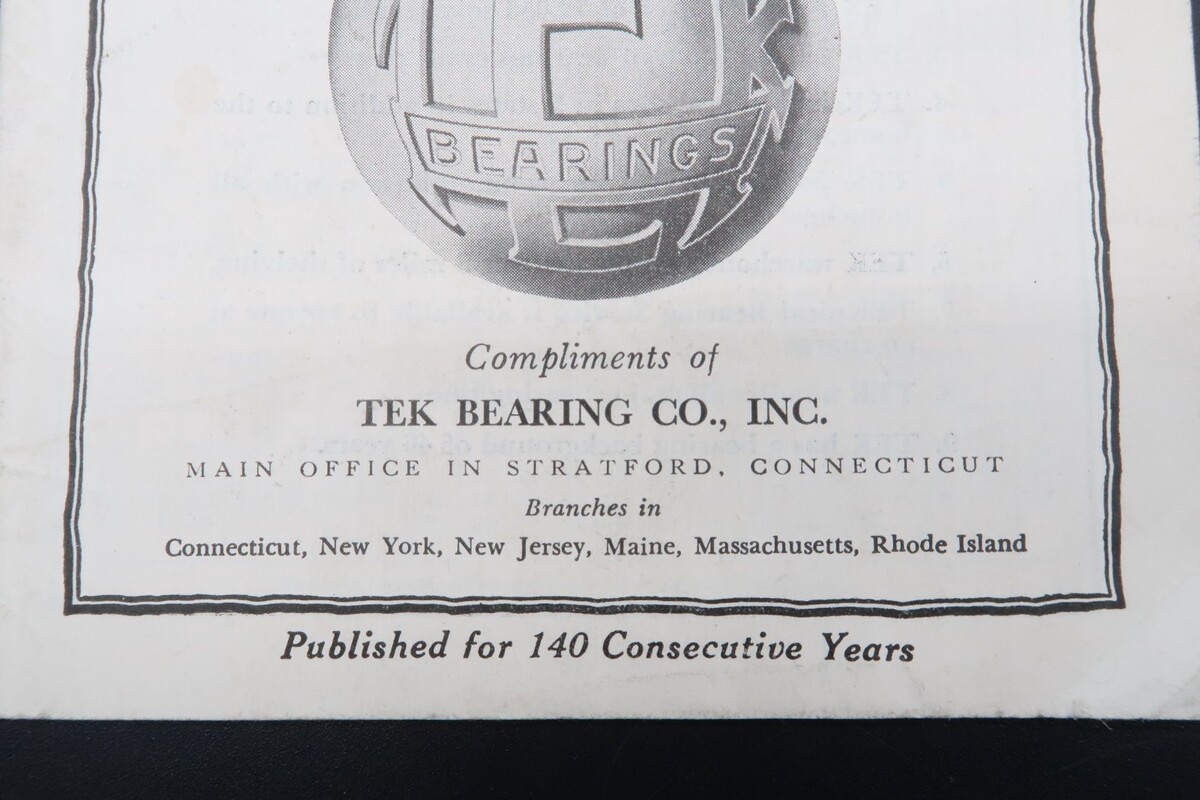 BEARINGS
Compliments of
TEK BEARING CO., INC.
MAIN OFFICE IN STRATFORD, CONNECTICUT
Branches in
Connecticut, New York, New Jersey, Maine, Massachusetts, Rhode Island
Published for 140 Consecutive Years